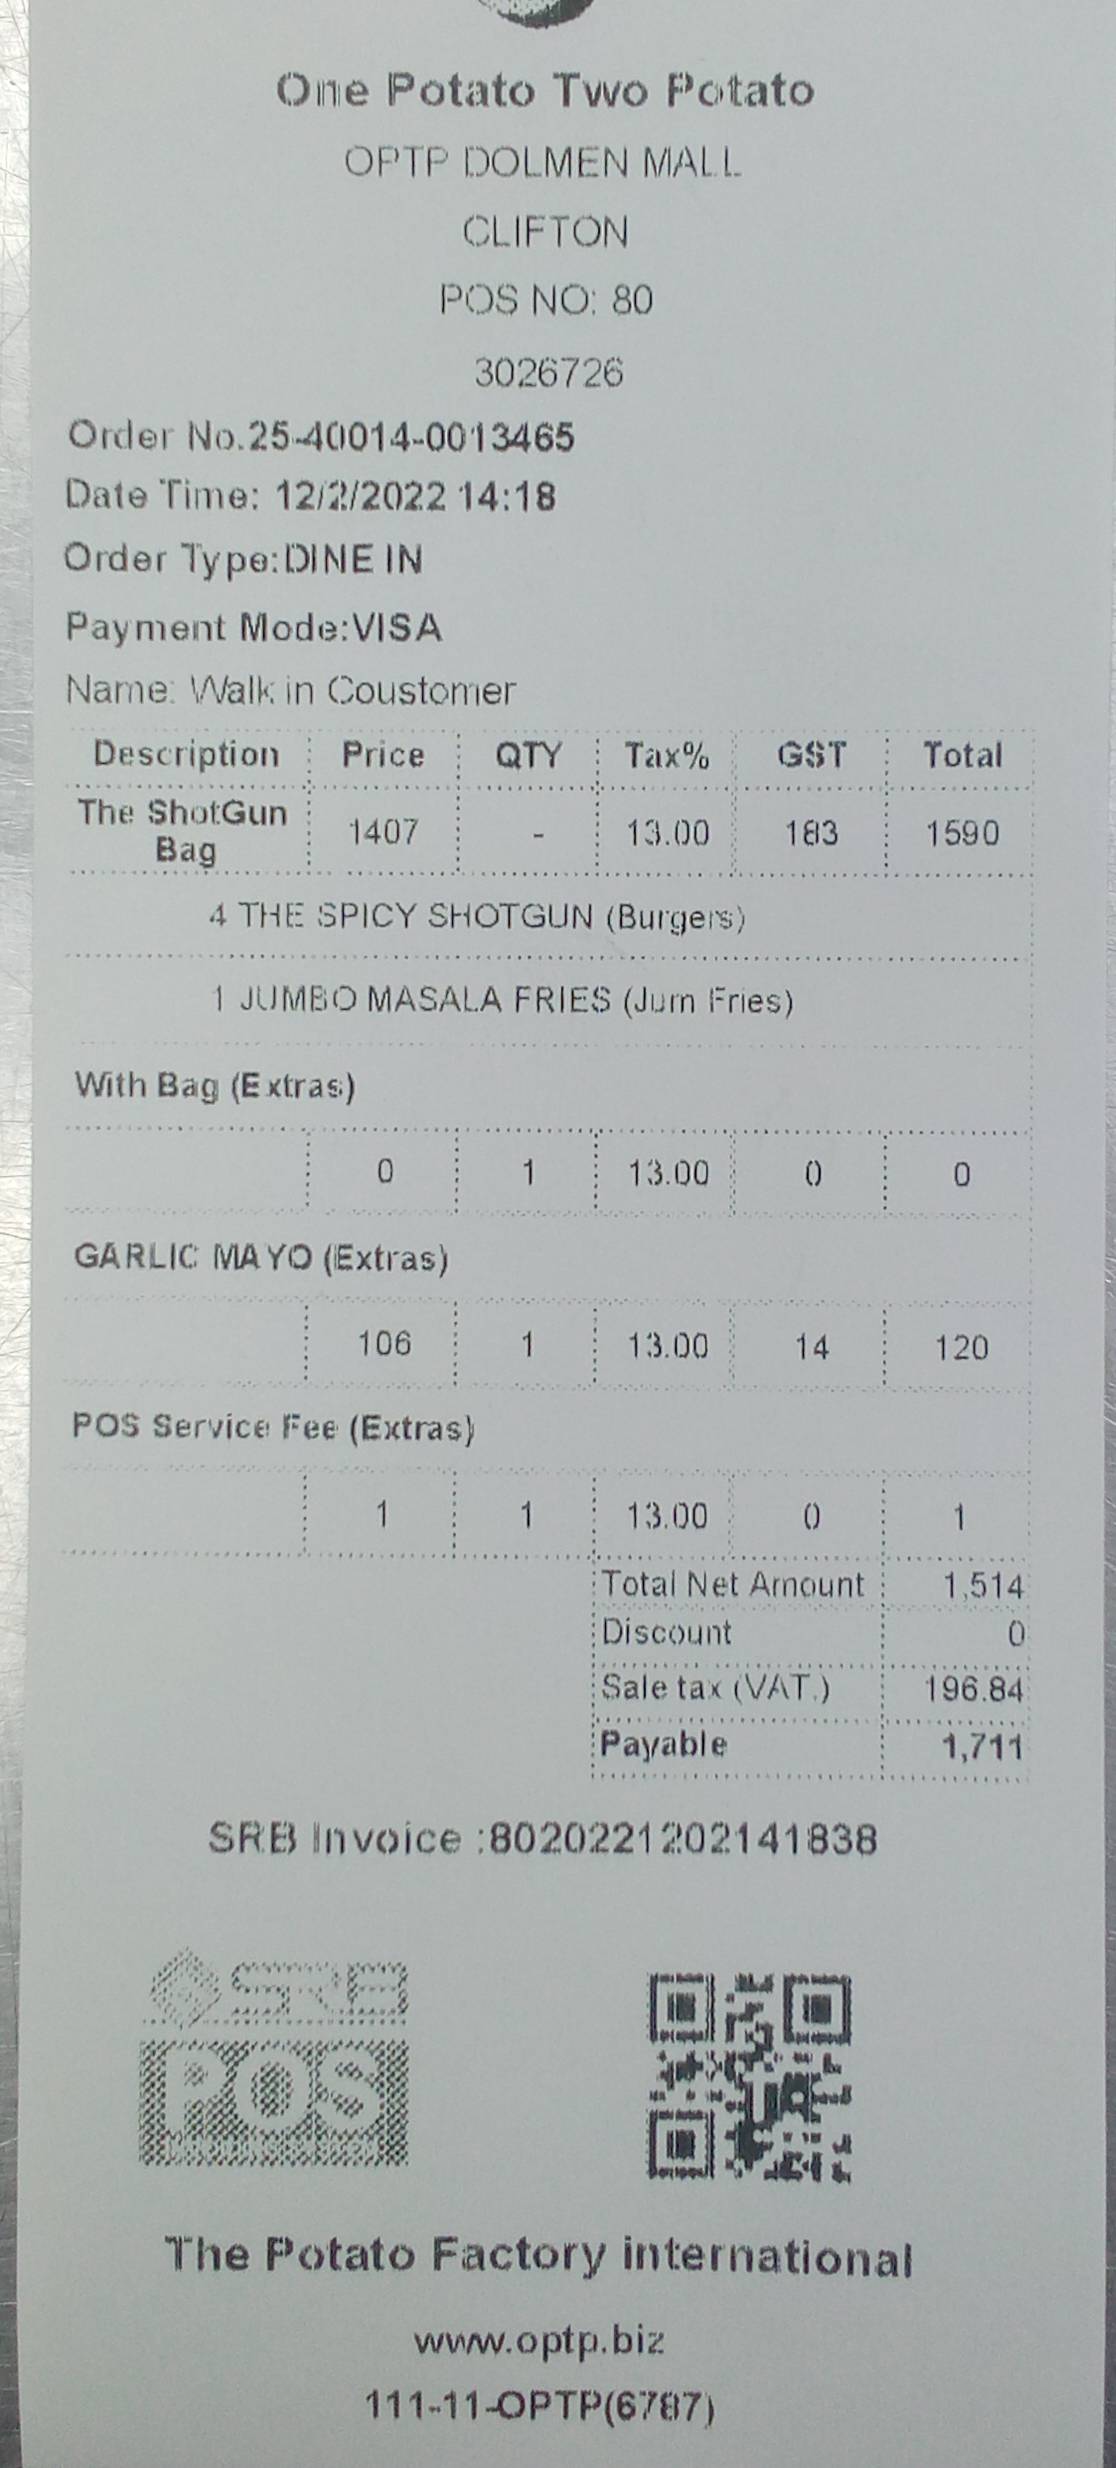 One Potato Two Potato
OPTP DOLMEN MALL
CLIFTON
POS NO: 80
3026726
Order No.25-40014-0013465
Date Time: 12/2/2022 14:18
Order Type:DINE IN
Payment Mode:VISA
Name: Walk in Coustomer
Description Price QTY Tax% GST Total
The ShotGun Bag 1407 - 13.00 183 1590
4 THE SPICY SHOTGUN (Burgers)
1 JUMBO MASALA FRIES (Jum Fries)
With Bag (Extras)
0 1 13.00 0 0
GARLIC MAYO (Extras)
106 1 13.00 14 120
POS Service Fee (Extras)
1 1 13.00 0 1
Total Net Amount 1,514
Discount 0
Sale tax (VAT.) 196.84
Payable 1,711
SRB Invoice :8020221202141838
SRB
POS
The Potato Factory international
www.optp.biz
111-11-OPTP(6787)